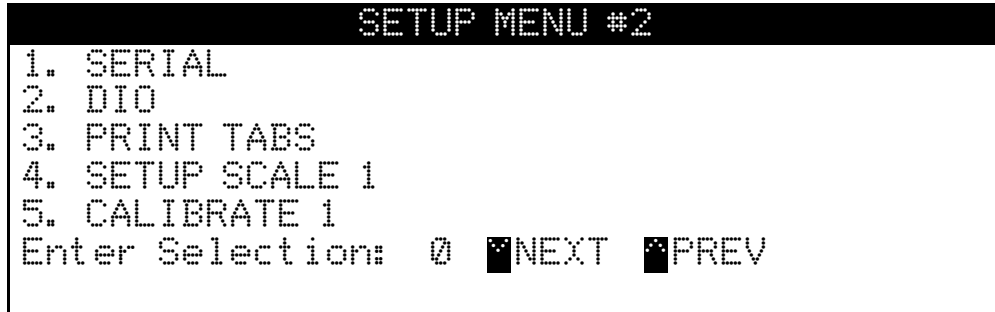 SETUP MENU #2
1. SERIAL
2. DIO
3. PRINT TABS
4. SETUP SCALE 1
5. CALIBRATE 1
Enter Selection: 0 ˅NEXT ˄PREV